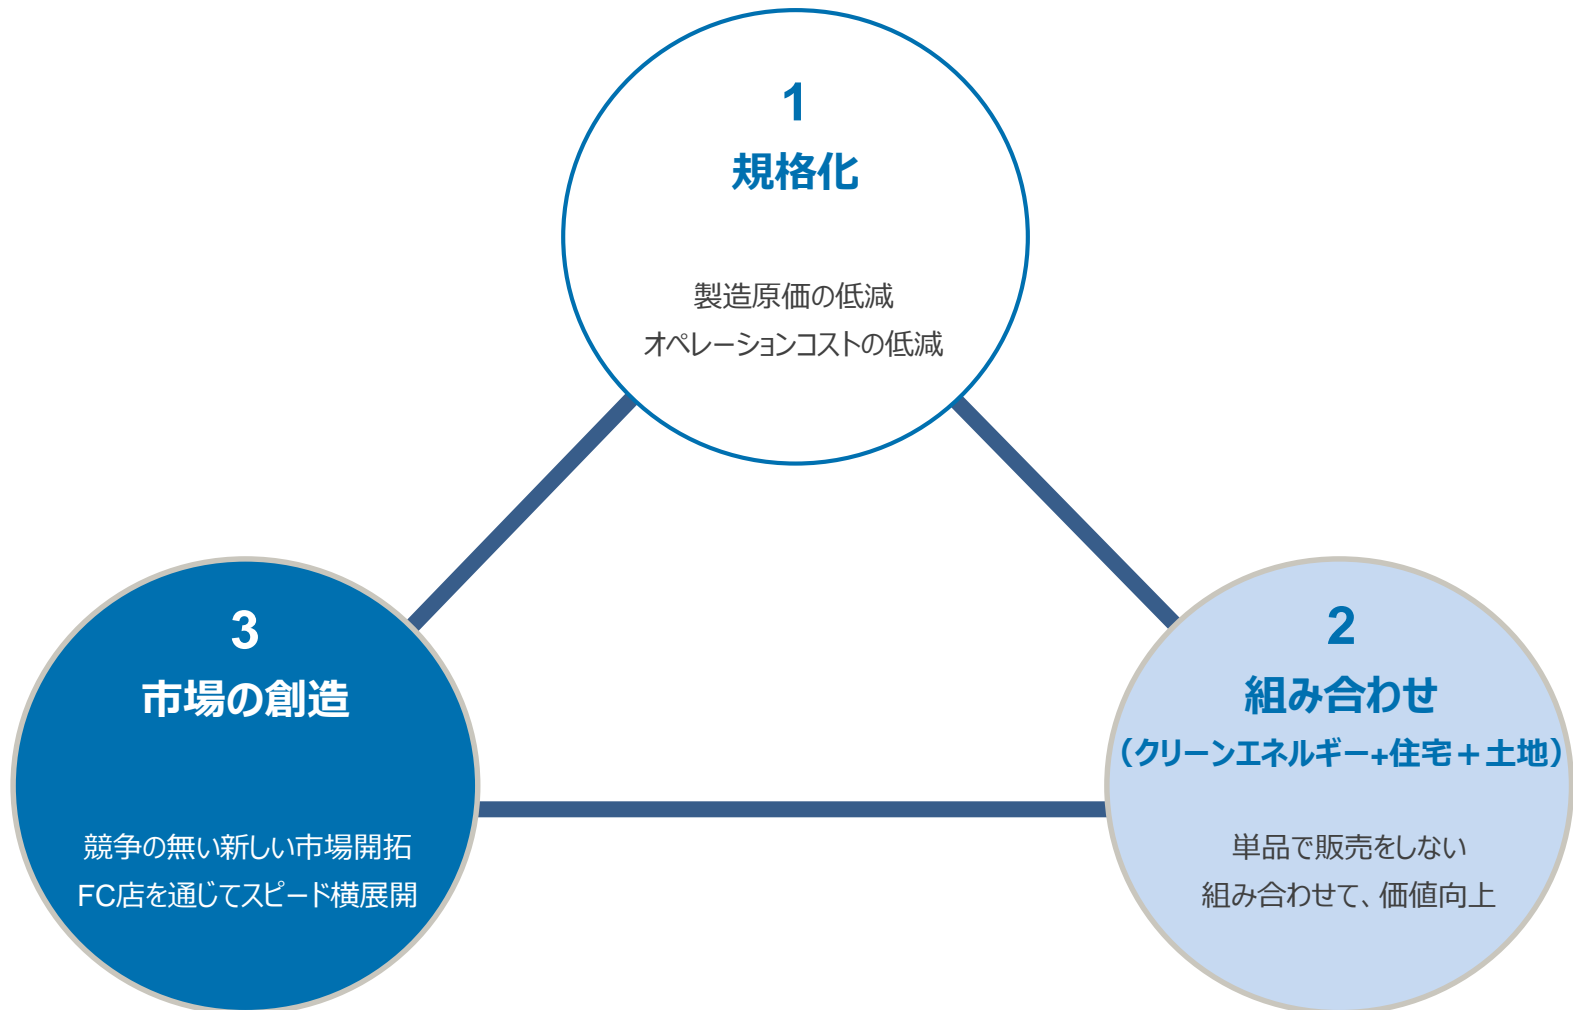 1
規格化
製造原価の低減
オペレーションコストの低減
2
組み合わせ
（クリーンエネルギー+住宅＋土地）
単品で販売をしない
組み合わせて、価値向上
3
市場の創造
競争の無い新しい市場開拓
FC店を通じてスピード横展開